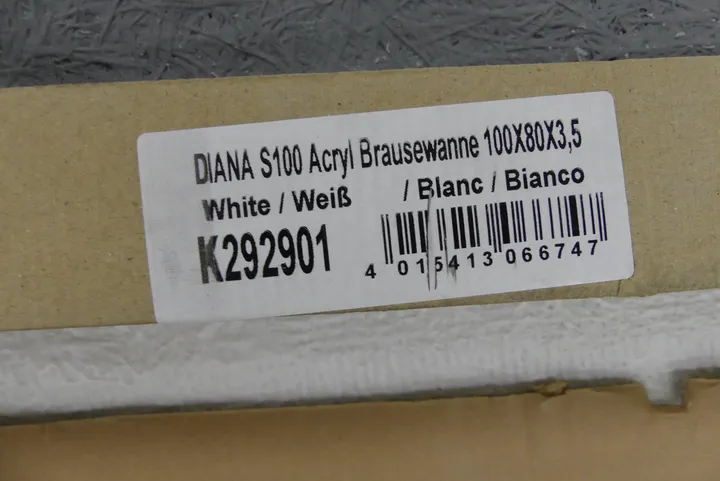 DIANA S100 Acryl Brausewanne 100X80X3,5
White / Weiß / Blanc / Bianco
K292901
4 015413 066747